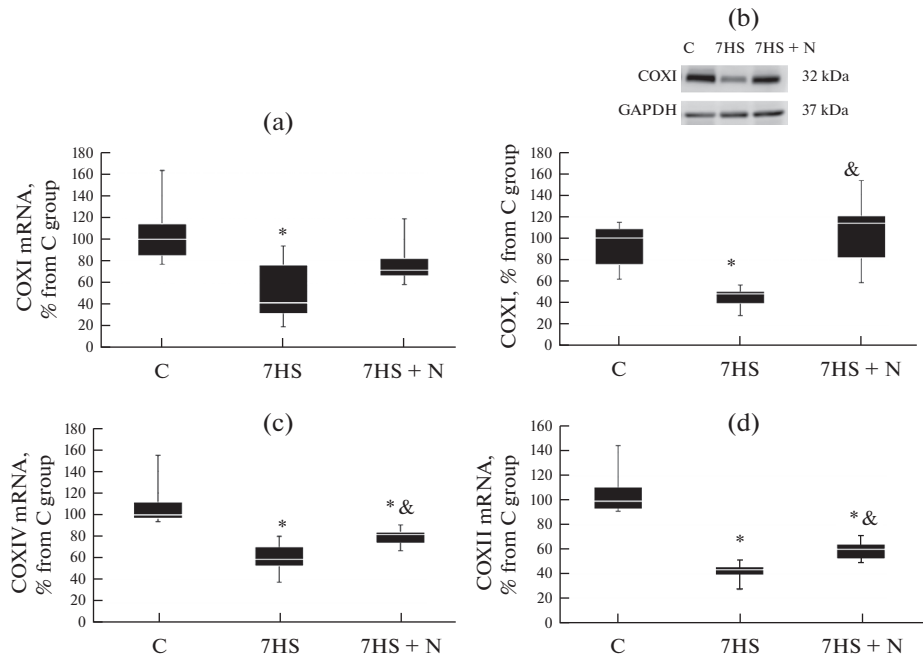 (b)
C 7HS 7HS + N
COXI 32 kDa
GAPDH 37 kDa
(a)
COXI mRNA,
% from C group
180
160
140
120
100
80
60
40
20
0
*
C 7HS 7HS + N
COXI, % from C group
180
160
140
120
100
80
60
40
20
0
*
&
C 7HS 7HS + N
(c)
COXIV mRNA,
% from C group
180
160
140
120
100
80
60
40
20
0
*
* &
C 7HS 7HS + N
(d)
COXII mRNA,
% from C group
160
140
120
100
80
60
40
20
0
*
* &
C 7HS 7HS + N